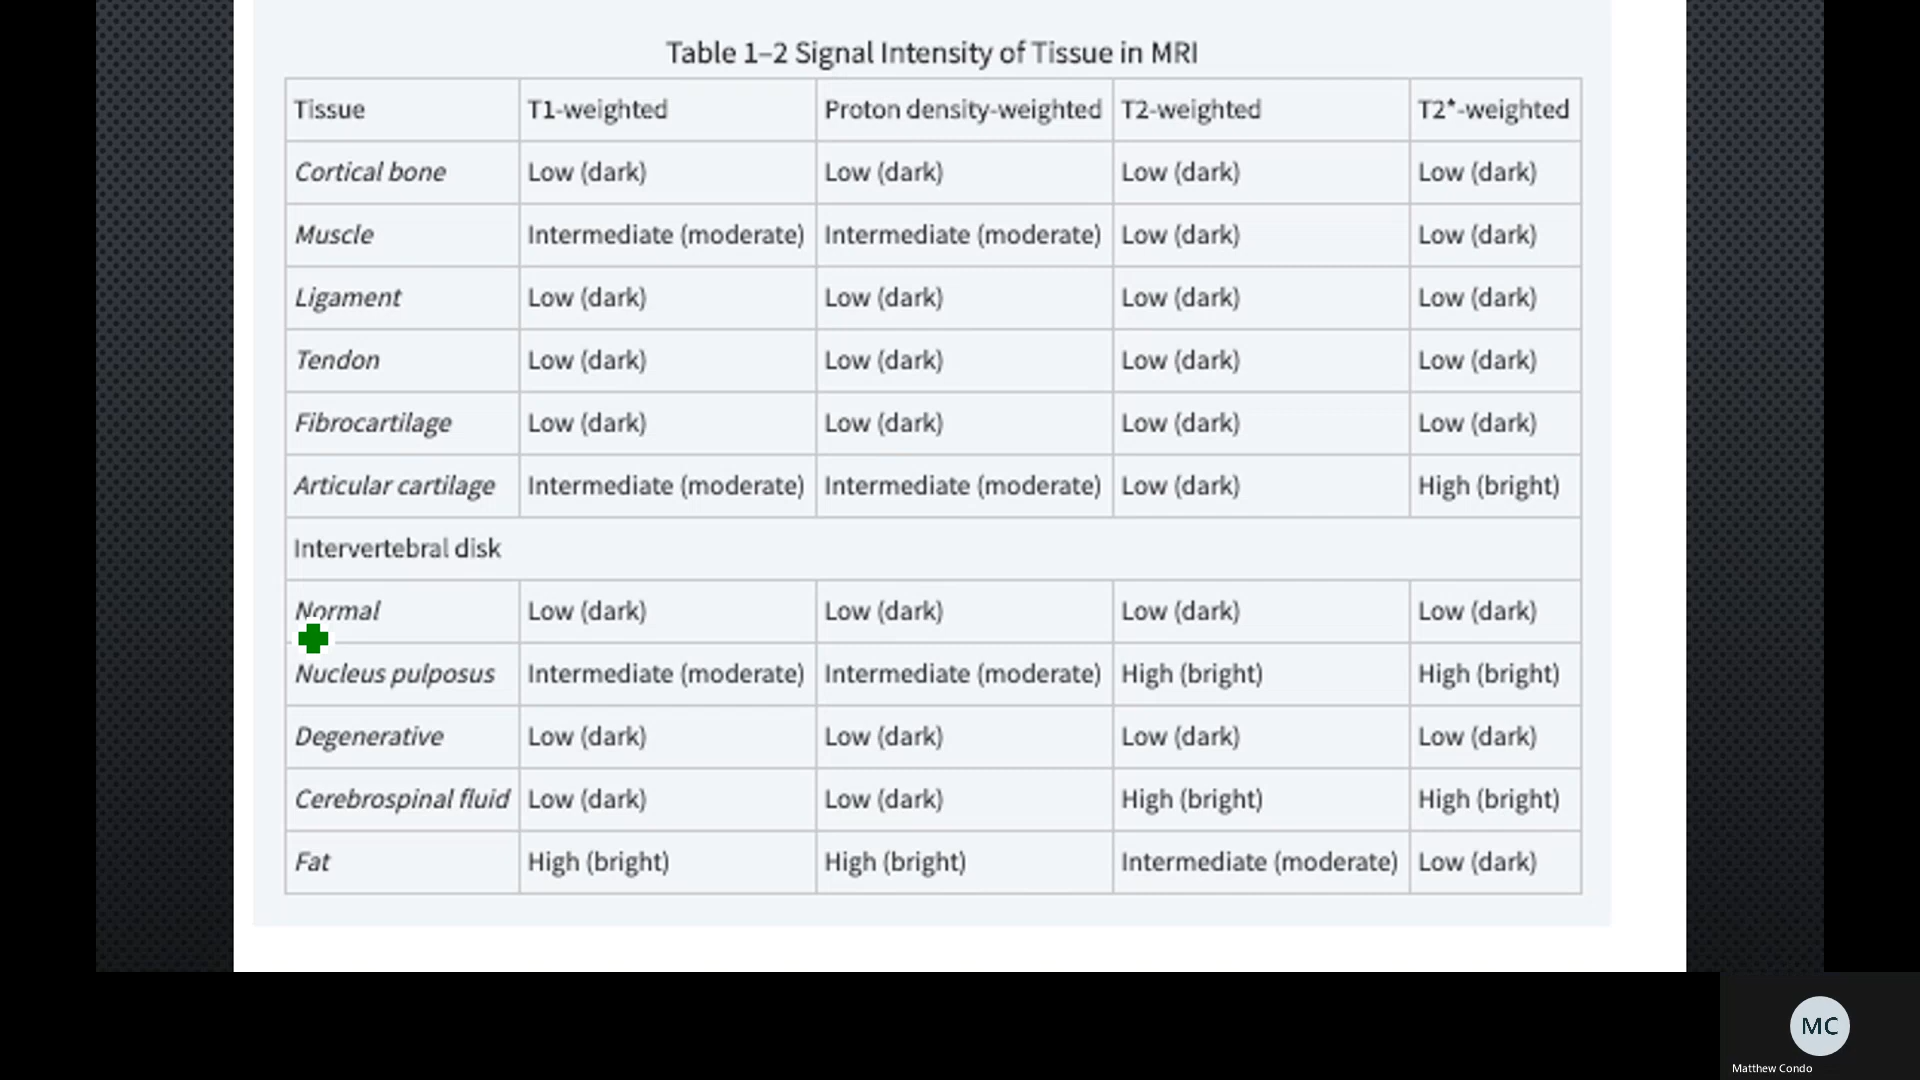 Table 1–2 Signal Intensity of Tissue in MRI
Tissue T1-weighted Proton density-weighted T2-weighted T2*-weighted
Cortical bone Low (dark) Low (dark) Low (dark) Low (dark)
Muscle Intermediate (moderate) Intermediate (moderate) Low (dark) Low (dark)
Ligament Low (dark) Low (dark) Low (dark) Low (dark)
Tendon Low (dark) Low (dark) Low (dark) Low (dark)
Fibrocartilage Low (dark) Low (dark) Low (dark) Low (dark)
Articular cartilage Intermediate (moderate) Intermediate (moderate) Low (dark) High (bright)
Intervertebral disk
Normal Low (dark) Low (dark) Low (dark) Low (dark)
Nucleus pulposus Intermediate (moderate) Intermediate (moderate) High (bright) High (bright)
Degenerative Low (dark) Low (dark) Low (dark) Low (dark)
Cerebrospinal fluid Low (dark) Low (dark) High (bright) High (bright)
Fat High (bright) High (bright) Intermediate (moderate) Low (dark)
MC
Matthew Condo